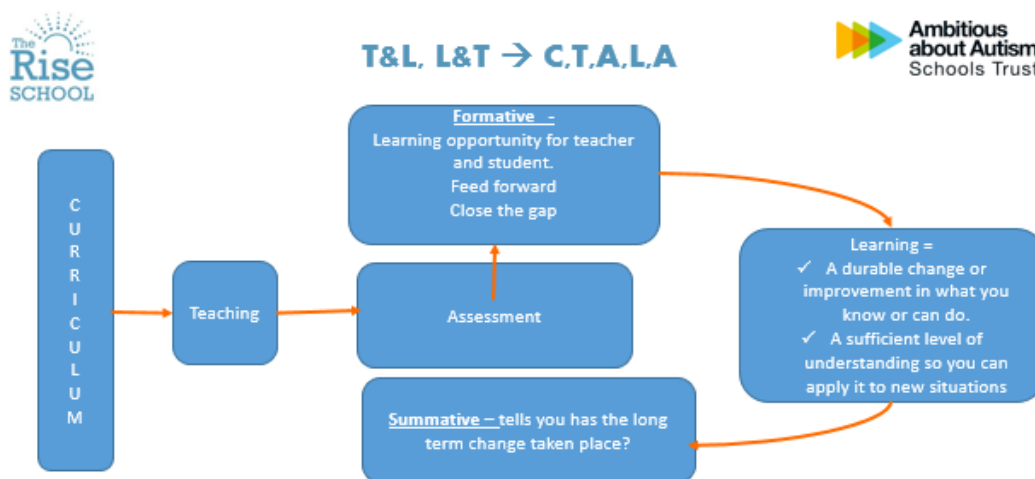 The
Rise
SCHOOL
T&L, L&T → C,T,A,L,A
Ambitious
about Autism
Schools Trust
C
U
R
R
I
C
U
L
U
M
Teaching
Assessment
Formative -
Learning opportunity for teacher
and student.
Feed forward
Close the gap
Learning =
✓ A durable change or
improvement in what you
know or can do.
✓ A sufficient level of
understanding so you can
apply it to new situations
Summative – tells you has the long
term change taken place?